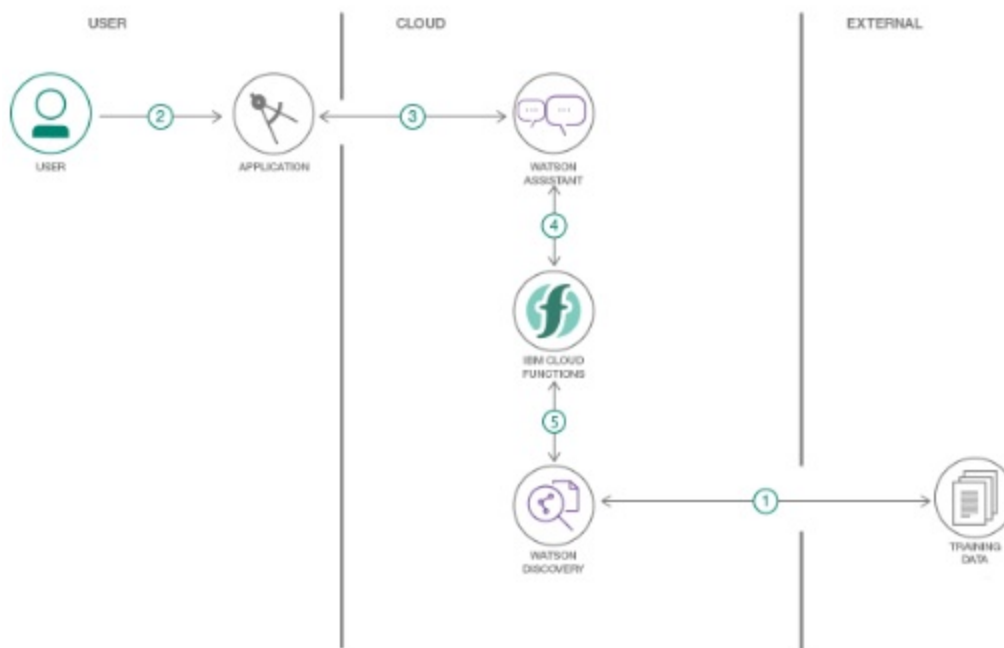 USER
CLOUD
EXTERNAL
2
3
USER
APPLICATION
WATSON
ASSISTANT
4
IBM CLOUD
FUNCTIONS
5
1
WATSON
DISCOVERY
TRAINING
DATA